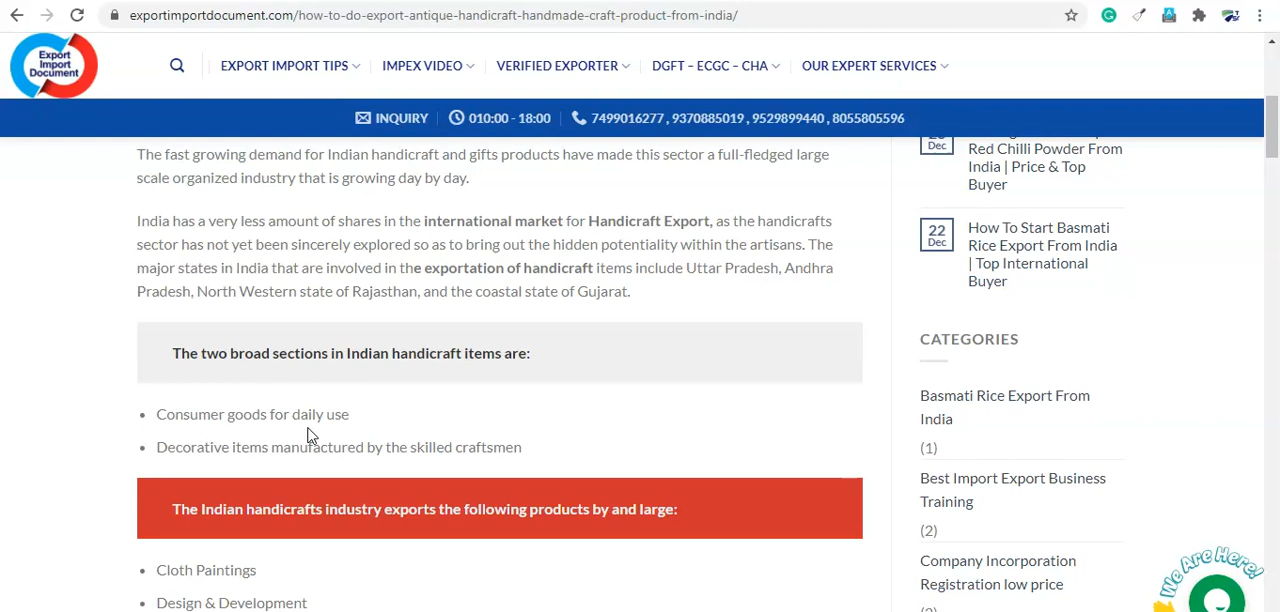 exportimportdocument.com/how-to-do-export-antique-handicraft-handmade-craft-product-from-india/
Export
Import
Document
EXPORT IMPORT TIPS
IMPEX VIDEO
VERIFIED EXPORTER
DGFT – ECGC – CHA
OUR EXPERT SERVICES
INQUIRY
010:00 - 18:00
7499016277 , 9370885019 , 9529899440 , 8055805596
The fast growing demand for Indian handicraft and gifts products have made this sector a full-fledged large
scale organized industry that is growing day by day.
India has a very less amount of shares in the international market for Handicraft Export, as the handicrafts
sector has not yet been sincerely explored so as to bring out the hidden potentiality within the artisans. The
major states in India that are involved in the exportation of handicraft items include Uttar Pradesh, Andhra
Pradesh, North Western state of Rajasthan, and the coastal state of Gujarat.
The two broad sections in Indian handicraft items are:
• Consumer goods for daily use
• Decorative items manufactured by the skilled craftsmen
The Indian handicrafts industry exports the following products by and large:
• Cloth Paintings
• Design & Development
Dec
Red Chilli Powder From
India | Price & Top
Buyer
22
Dec
How To Start Basmati
Rice Export From India
| Top International
Buyer
CATEGORIES
Basmati Rice Export From
India
(1)
Best Import Export Business
Training
(2)
Company Incorporation
Registration low price
We Are Here!